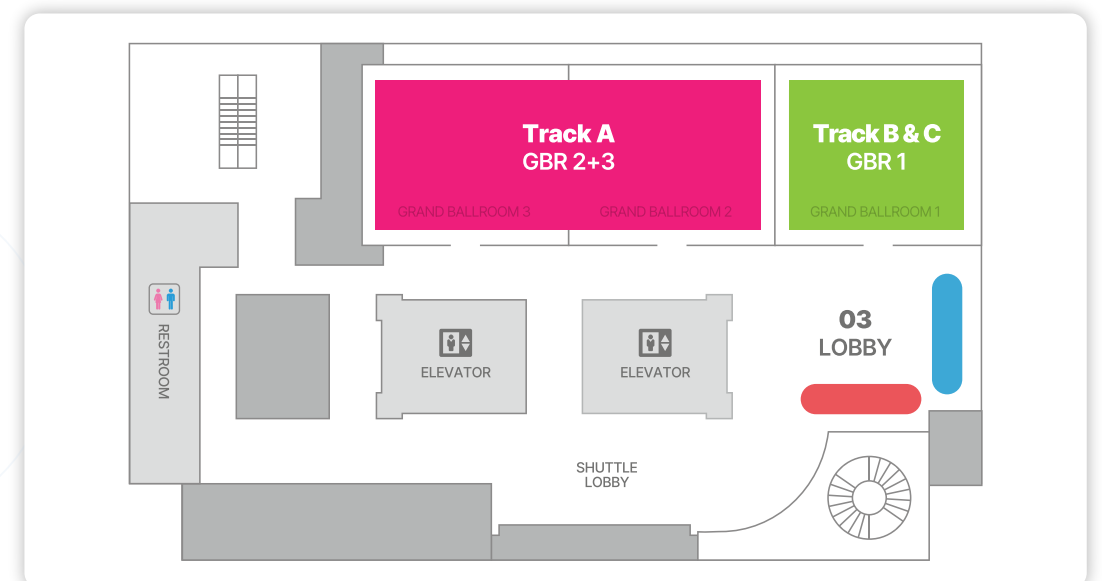 Track A
GBR 2+3
GRAND BALLROOM 3
GRAND BALLROOM 2
Track B & C
GBR 1
GRAND BALLROOM 1
RESTROOM
ELEVATOR
ELEVATOR
03
LOBBY
SHUTTLE
LOBBY